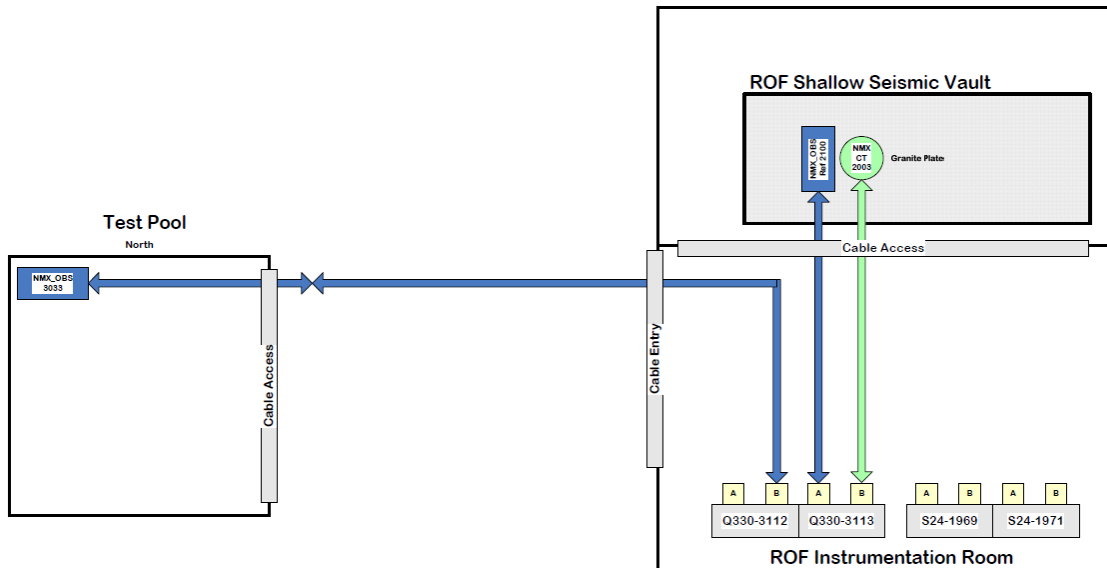 ROF Shallow Seismic Vault
NMX_OBS
Ref 2100
NMX
CT
2003
Granite Plates
Test Pool
North
Cable Access
NMX_OBS
3033
Cable Access
Cable Entry
A
B
A
B
A
B
A
B
Q330-3112
Q330-3113
S24-1969
S24-1971
ROF Instrumentation Room